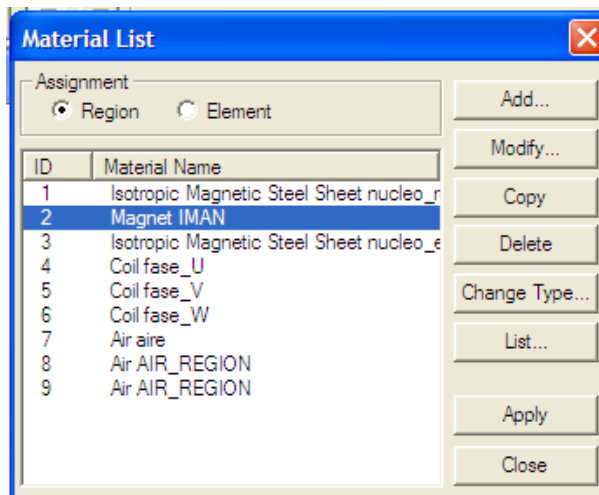 Material List
Assignment
Region Element
Add...
Modify...
Copy
Delete
Change Type...
List...
Apply
Close
ID Material Name
1 Isotropic Magnetic Steel Sheet
2 Magnet IMAN
3 Isotropic Magnetic Steel Sheet
4 Coil fase_U
5 Coil fase_V
6 Coil fase_W
7 Air aire
8 Air AIR_REGION
9 Air AIR_REGION